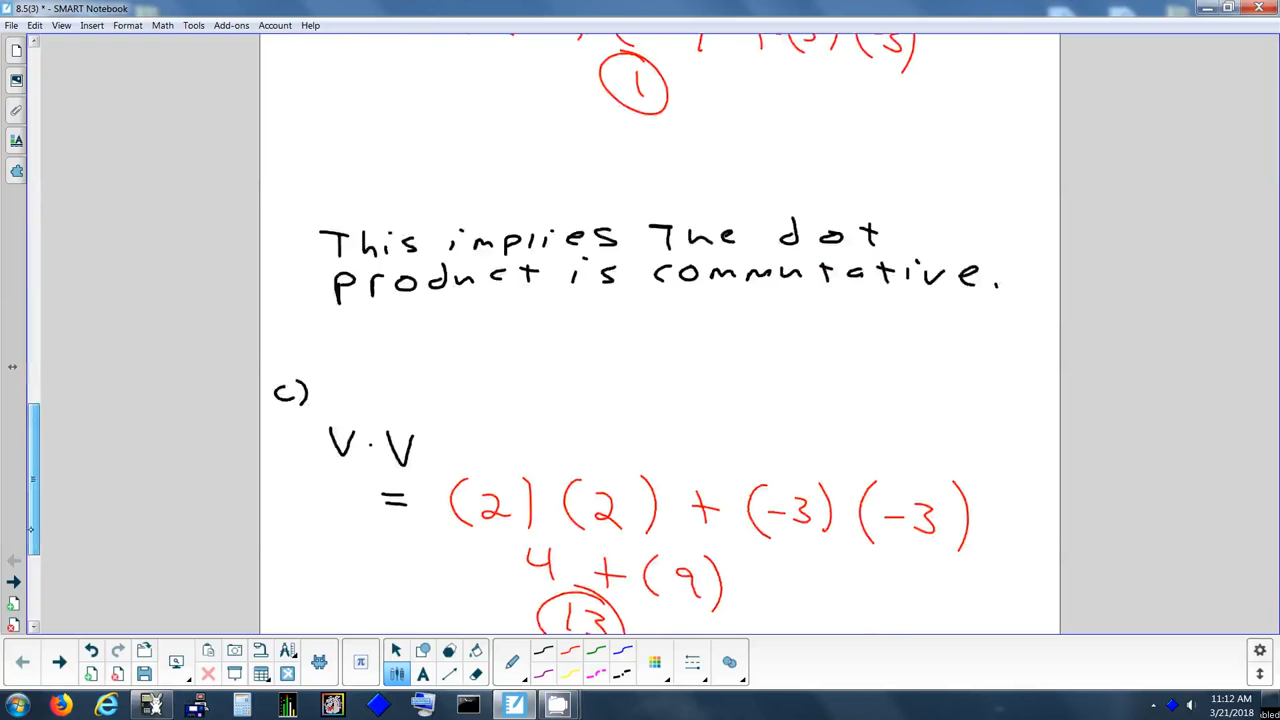 8.5(3) * - SMART Notebook
File Edit View Insert Format Math Tools Add-ons Account Help
1
This implies The dot
product is commutative.
c)
V · V
= (2) (2) + (-3) (-3)
4 + (9)
13
11:12 AM
3/21/2018